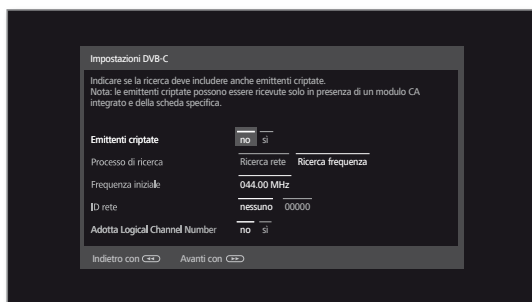 Impostazioni DVB-C
Indicare se la ricerca deve includere anche emittenti criptate.
Nota: le emittenti criptate possono essere ricevute solo in presenza di un modulo CA
integrato e della scheda specifica.
Emittenti criptate no sì
Processo di ricerca Ricerca rete Ricerca frequenza
Frequenza iniziale 044.00 MHz
ID rete nessuno 00000
Adotta Logical Channel Number no sì
Indietro con Avanti con